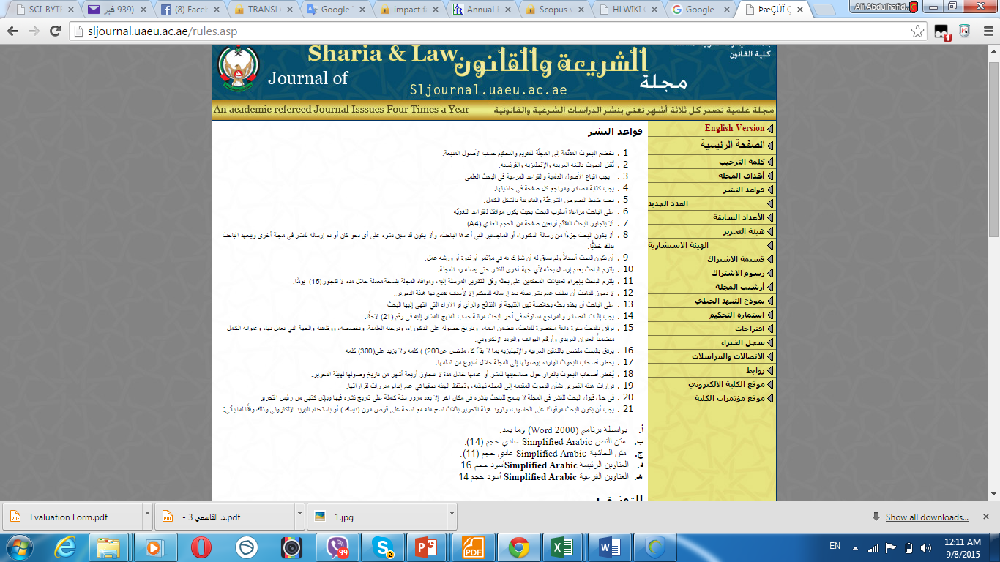 SCI-BYTE
939) غير
(8) Faceb
TRANSLA
Google T
impact f
Annual
Scopus
HLWIKI
Google
ÞæÇÚÏ Ç
Ali Abdulhafid...
sljournal.uaeu.ac.ae/rules.asp
1
كلية القانون
Sharia & Law
الشريعة والقانون
Journal of
مجلة
Sljournal.uaeu.ac.ae
An academic refereed Journal Isssues Four Times a Year
مجلة علمية تصدر كل ثلاثة أشهر تعنى بنشر الدراسات الشرعية والقانونية
English Version
الصفحة الرئيسية
كلمة الترحيب
أهداف المجلة
قواعد النشر
العدد الجديد
الأعداد السابقة
هيئة التحرير
الهيئة الاستشارية
قسيمة الاشتراك
رسوم الاشتراك
أرشيف المجلة
نموذج التعهد الخطي
استمارة التحكيم
اقتراحات
سجل الخبراء
الاتصالات والمراسلات
روابط
موقع الكلية الالكتروني
موقع مؤتمرات الكلية
قواعد النشر
1 . تخضع البحوث المقدَّمة إلى المجلَّة للتقويم والتحكيم حسب الأصول المتبعة.
2 . تُقبل البحوث باللغة العربية والإنجليزية والفرنسية.
3 . يجب اتباع الأصول العلمية والقواعد المرعية في البحث العلمي.
4 . يجب كتابة مصادر ومراجع كل صفحة في حاشيتها.
5 . يجب ضبط النصوص الشرعيَّة والقانونية بالشكل الكامل.
6 . على الباحث مراعاة أسلوب البحث بحيث يكون موافقًا للقواعد اللغويَّة.
7 . ألا يتجاوز البحث المقدَّم أربعين صفحة من الحجم العادي.(A4)
8 . ألا يكون البحث جزءًا من رسالة الدكتوراه أو الماجستير التي أعدها الباحث، وألا يكون قد سبق نشره على أي نحو كان أو تم إرساله للنشر في مجلة أخرى ويتعهد الباحث
بذلك خطيًّا.
9 . أن يكون البحث أصيلاً ولم يسبق له أن شارك به في مؤتمر أو ندوة أو ورشة عمل.
10 . يلتزم الباحث بعدم إرسال بحثه لأي جهة أخرى للنشر حتى يصله رد المجلة.
11 . يلتزم الباحث بإجراء تعديلات المحكمين على بحثه وفق التقارير المرسلة إليه، وموافاة المجلة بنسخة معدلة خلال مدة لا تتجاوز(15) يومًا.
12 . لا يجوز للباحث أن يطلب عدم نشر بحثه بعد إرساله للتحكيم إلا لأسباب تقتنع بها هيئة التحرير.
13 . على الباحث أن يختم بحثه بخلاصة تبين النتيجة أو النتائج والرأي أو الآراء التي انتهى إليها البحث.
14 . يجب إثبات المصادر والمراجع مستوفاة في آخر البحث مرتبة حسب المنهج المشار إليه في رقم (21) لاحقًا.
15 . يرفق بالبحث سيرة ذاتية مختصرة للباحث، تتضمن اسمه، وتاريخ حصوله على الدكتوراه، ودرجته العلمية، وتخصصه، ووظيفته والجهة التي يعمل بها، وعنوانه الكامل
متضمناً العنوان البريدي وأرقام الهواتف والبريد الإلكتروني.
16 . يرفق بالبحث ملخص باللغتين العربية والإنجليزية بما لا يقلّ كل ملخص عن200) ) كلمة ولا يزيد على(300) كلمة.
17 . يخطر أصحاب البحوث الواردة بوصولها إلى المجلة خلال أسبوع من تسلمها.
18 . يُخطر أصحاب البحوث بالقرار حول صلاحيتها للنشر أو عدمها خلال مدة لا تتجاوز أربعة أشهر من تاريخ وصولها لهيئة التحرير.
19 . قرارات هيئة التحرير بشأن البحوث المقدمة إلى المجلة نهائية، وتحتفظ الهيئة بحقها في عدم إبداء مبررات لقراراتها.
20 . في حال قبول البحث للنشر في المجلة لا يسمح للباحث بنشره في مكان آخر إلا بعد مرور سنة كاملة على تاريخ نشره فيها وبإذن كتابي من رئيس التحرير.
21 . يجب أن يكون البحث مرقونًا على الحاسوب، وتزود هيئة التحرير بثلاث نسخ منه مع نسخة على قرص مرن (ديسك ) أو باستخدام البريد الإلكتروني وذلك وفقًا لما يأتي:
أ. بواسطة برنامج (Word 2000) وما بعد.
ب. متن النص Simplified Arabic عادي حجم (14).
ج. متن الحاشية Simplified Arabic عادي حجم (11).
د. العناوين الرئيسة Simplified Arabicأسود حجم 16
هـ. العناوين الفرعية Simplified Arabic أسود حجم 14
التوثيق :
Evaluation Form.pdf
- 3 د. القاسمي.pdf
1.jpg
Show all downloads...
99
2
PDF
EN
12:11 AM
9/8/2015